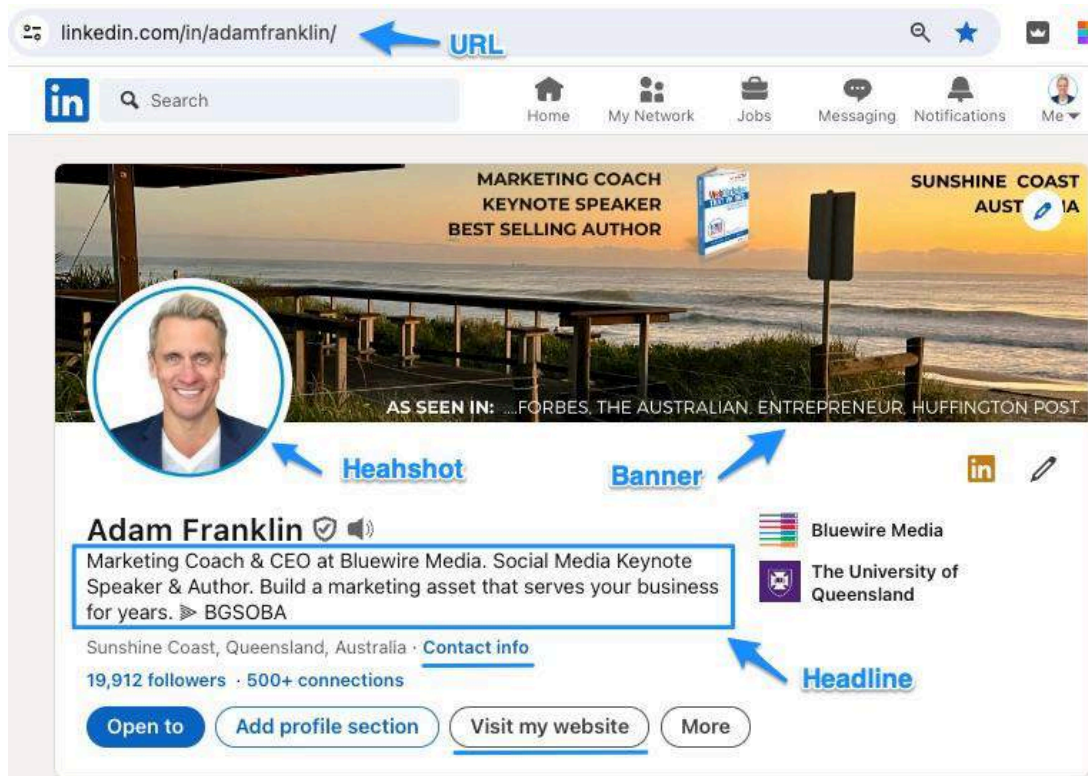 linkedin.com/in/adamfranklin/
URL
in
Search
Home
My Network
Jobs
Messaging
Notifications
Me
MARKETING COACH
KEYNOTE SPEAKER
BEST SELLING AUTHOR
SUNSHINE COAST
AUST IA
AS SEEN IN: ....FORBES, THE AUSTRALIAN, ENTREPRENEUR, HUFFINGTON POST
Heahshot
Banner
in
Adam Franklin
Marketing Coach & CEO at Bluewire Media. Social Media Keynote
Speaker & Author. Build a marketing asset that serves your business
for years. ⫸ BGSOBA
Bluewire Media
The University of
Queensland
Sunshine Coast, Queensland, Australia · Contact info
Headline
19,912 followers · 500+ connections
Open to
Add profile section
Visit my website
More